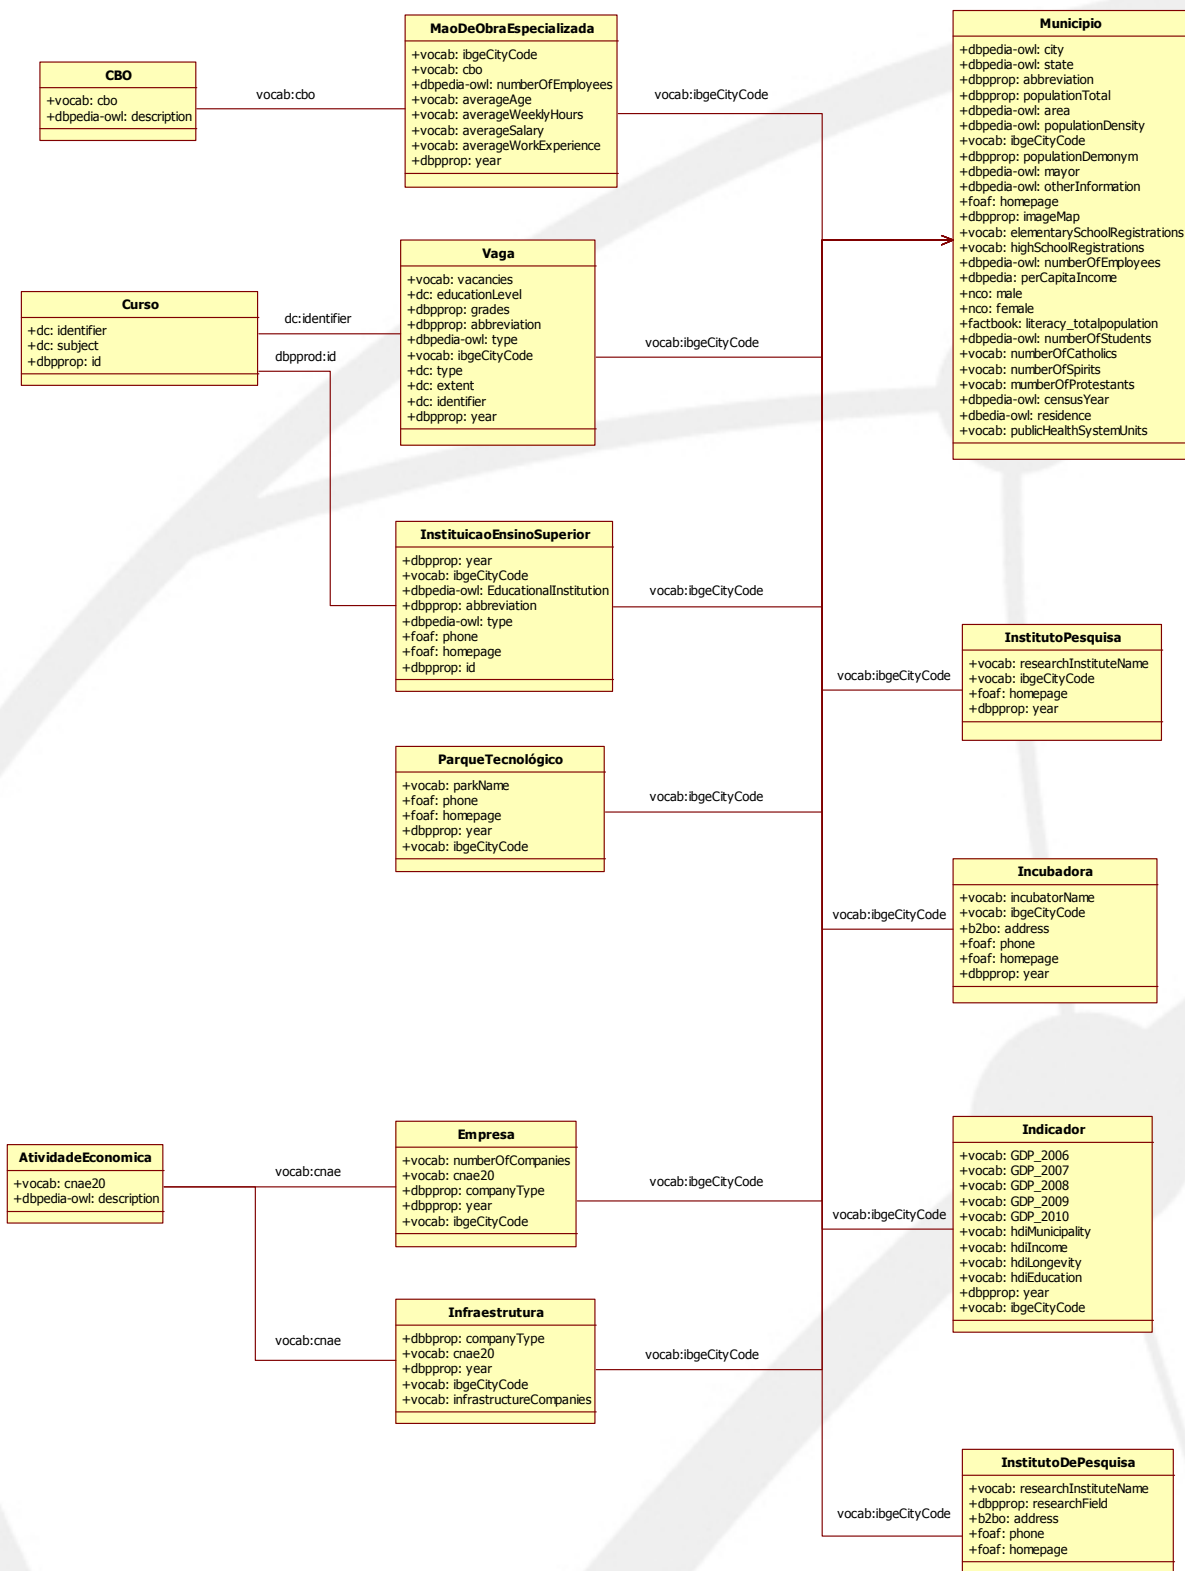 CBO
+vocab: cbo
+dbpedia-owl: description
vocab:cbo
MaoDeObraEspecializada
+vocab: ibgeCityCode
+vocab: cbo
+dbpedia-owl: numberOfEmployees
+vocab: averageAge
+vocab: averageWeeklyHours
+vocab: averageSalary
+vocab: averageWorkExperience
+dbpprop: year
vocab:ibgeCityCode
Municipio
+dbpedia-owl: city
+dbpedia-owl: state
+dbpprop: abbreviation
+dbpprop: populationTotal
+dbpedia-owl: area
+dbpedia-owl: populationDensity
+vocab: ibgeCityCode
+dbpprop: populationDemonym
+dbpedia-owl: mayor
+dbpedia-owl: otherInformation
+foaf: homepage
+dbpprop: imageMap
+vocab: elementarySchoolRegistrations
+vocab: highSchoolRegistrations
+dbpedia-owl: numberOfEmployees
+dbpedia: perCapitaIncome
+nco: male
+nco: female
+factbook: literacy_totalpopulation
+dbpedia-owl: numberOfStudents
+vocab: numberOfCatholics
+vocab: numberOfSpirits
+vocab: mumberOfProtestants
+dbpedia-owl: censusYear
+dbedia-owl: residence
+vocab: publicHealthSystemUnits
Curso
+dc: identifier
+dc: subject
+dbpprop: id
dc:identifier
dbpprod:id
Vaga
+vocab: vacancies
+dc: educationLevel
+dbpprop: grades
+dbpprop: abbreviation
+dbpedia-owl: type
+vocab: ibgeCityCode
+dc: type
+dc: extent
+dc: identifier
+dbpprop: year
vocab:ibgeCityCode
InstituicaoEnsinoSuperior
+dbpprop: year
+vocab: ibgeCityCode
+dbpedia-owl: EducationalInstitution
+dbpprop: abbreviation
+dbpedia-owl: type
+foaf: phone
+foaf: homepage
+dbpprop: id
vocab:ibgeCityCode
vocab:ibgeCityCode
InstitutoPesquisa
+vocab: researchInstituteName
+vocab: ibgeCityCode
+foaf: homepage
+dbpprop: year
ParqueTecnológico
+vocab: parkName
+foaf: phone
+foaf: homepage
+dbpprop: year
+vocab: ibgeCityCode
vocab:ibgeCityCode
vocab:ibgeCityCode
Incubadora
+vocab: incubatorName
+vocab: ibgeCityCode
+b2bo: address
+foaf: phone
+foaf: homepage
+dbpprop: year
AtividadeEconomica
+vocab: cnae20
+dbpedia-owl: description
vocab:cnae
Empresa
+vocab: numberOfCompanies
+vocab: cnae20
+dbpprop: companyType
+dbpprop: year
+vocab: ibgeCityCode
vocab:ibgeCityCode
vocab:ibgeCityCode
Indicador
+vocab: GDP_2006
+vocab: GDP_2007
+vocab: GDP_2008
+vocab: GDP_2009
+vocab: GDP_2010
+vocab: hdiMunicipality
+vocab: hdiIncome
+vocab: hdiLongevity
+vocab: hdiEducation
+dbpprop: year
+vocab: ibgeCityCode
vocab:cnae
Infraestrutura
+dbbprop: companyType
+vocab: cnae20
+dbpprop: year
+vocab: ibgeCityCode
+vocab: infrastructureCompanies
vocab:ibgeCityCode
vocab:ibgeCityCode
InstitutoDePesquisa
+vocab: researchInstituteName
+dbpprop: researchField
+b2bo: address
+foaf: phone
+foaf: homepage